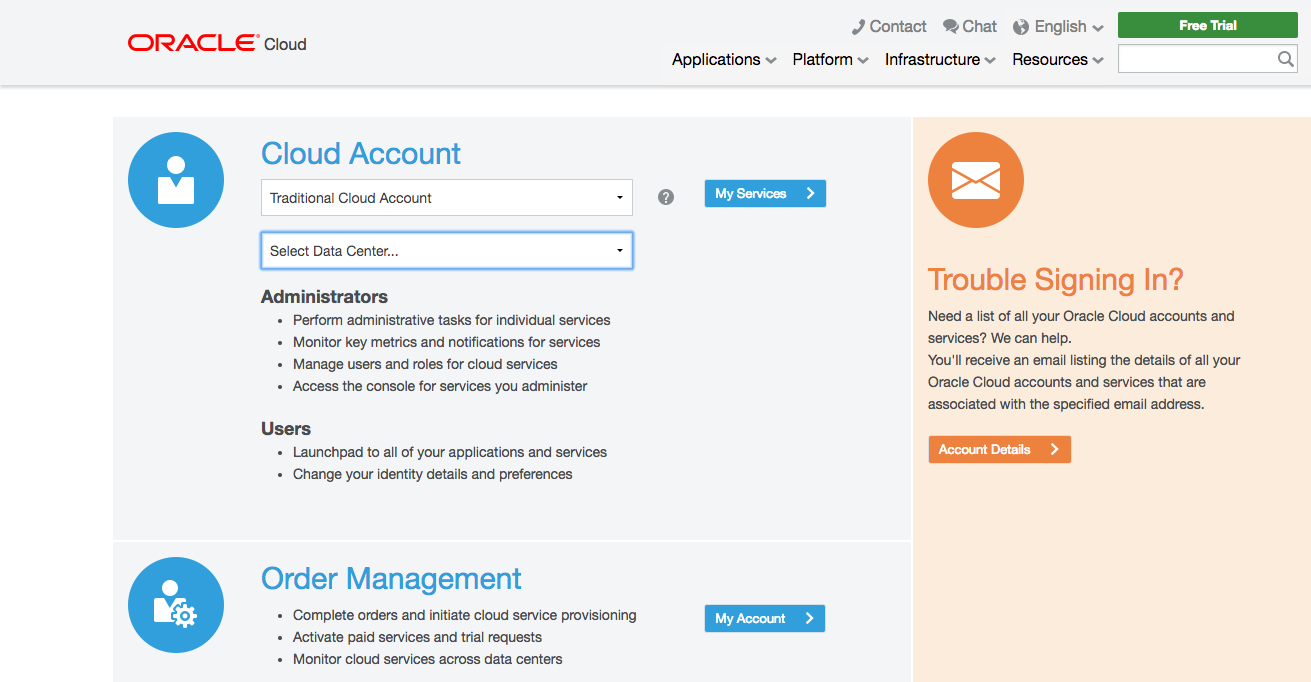 ORACLE Cloud
Contact Chat English Free Trial
Applications Platform Infrastructure Resources
Cloud Account
Traditional Cloud Account
?
My Services
Select Data Center...
Administrators
• Perform administrative tasks for individual services
• Monitor key metrics and notifications for services
• Manage users and roles for cloud services
• Access the console for services you administer
Users
• Launchpad to all of your applications and services
• Change your identity details and preferences
Order Management
• Complete orders and initiate cloud service provisioning
• Activate paid services and trial requests
• Monitor cloud services across data centers
My Account
Trouble Signing In?
Need a list of all your Oracle Cloud accounts and
services? We can help.
You'll receive an email listing the details of all your
Oracle Cloud accounts and services that are
associated with the specified email address.
Account Details